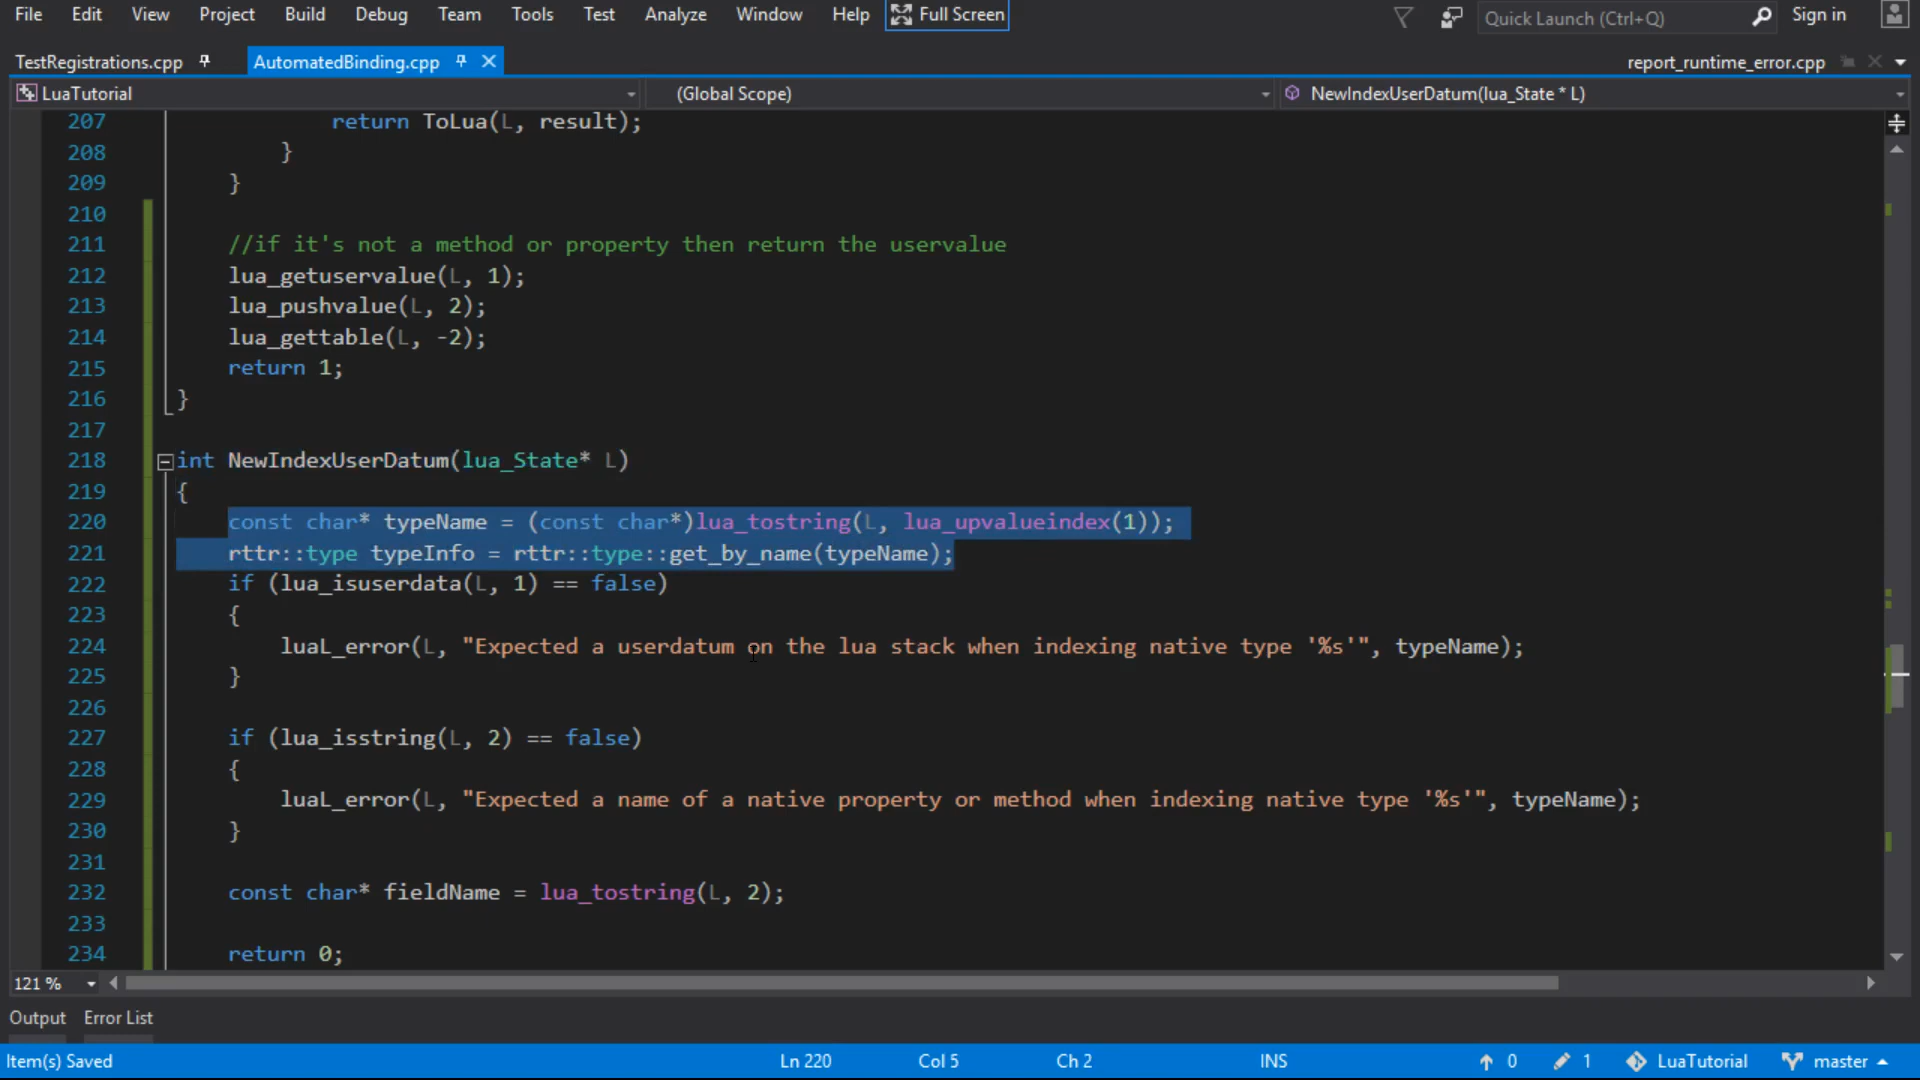 File Edit View Project Build Debug Team Tools Test Analyze Window Help Full Screen Quick Launch (Ctrl+Q) Sign in
TestRegistrations.cpp AutomatedBinding.cpp report_runtime_error.cpp
LuaTutorial (Global Scope) NewIndexUserDatum(lua_State * L)
207 return ToLua(L, result);
208 }
209 }
210
211 //if it's not a method or property then return the uservalue
212 lua_getuservalue(L, 1);
213 lua_pushvalue(L, 2);
214 lua_gettable(L, -2);
215 return 1;
216 }
217
218 int NewIndexUserDatum(lua_State* L)
219 {
220 const char* typeName = (const char*)lua_tostring(L, lua_upvalueindex(1));
221 rttr::type typeInfo = rttr::type::get_by_name(typeName);
222 if (lua_isuserdata(L, 1) == false)
223 {
224 luaL_error(L, "Expected a userdatum on the lua stack when indexing native type '%s'", typeName);
225 }
226
227 if (lua_isstring(L, 2) == false)
228 {
229 luaL_error(L, "Expected a name of a native property or method when indexing native type '%s'", typeName);
230 }
231
232 const char* fieldName = lua_tostring(L, 2);
233
234 return 0;
121 %
Output Error List
Item(s) Saved Ln 220 Col 5 Ch 2 INS 0 1 LuaTutorial master